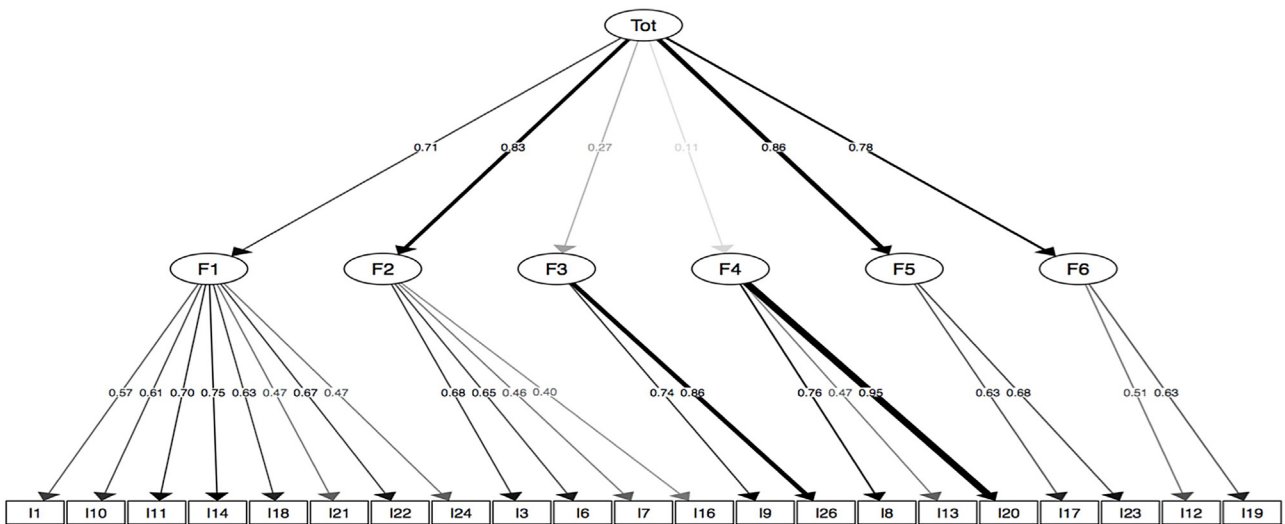 Tot
0.71 0.83 0.27 0.11 0.86 0.78
F1 F2 F3 F4 F5 F6
0.57 0.61 0.70 0.75 0.63 0.47 0.67 0.47 0.68 0.65 0.46 0.40 0.74 0.86 0.76 0.47 0.95 0.63 0.68 0.51 0.63
I1 I10 I11 I14 I18 I21 I22 I24 I3 I6 I7 I16 I9 I26 I8 I13 I20 I17 I23 I12 I19